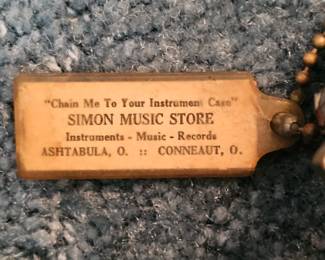 "Chain Me To Your Instrument Case"
SIMON MUSIC STORE
Instruments - Music - Records
ASHTABULA, O. :: CONNEAUT, O.